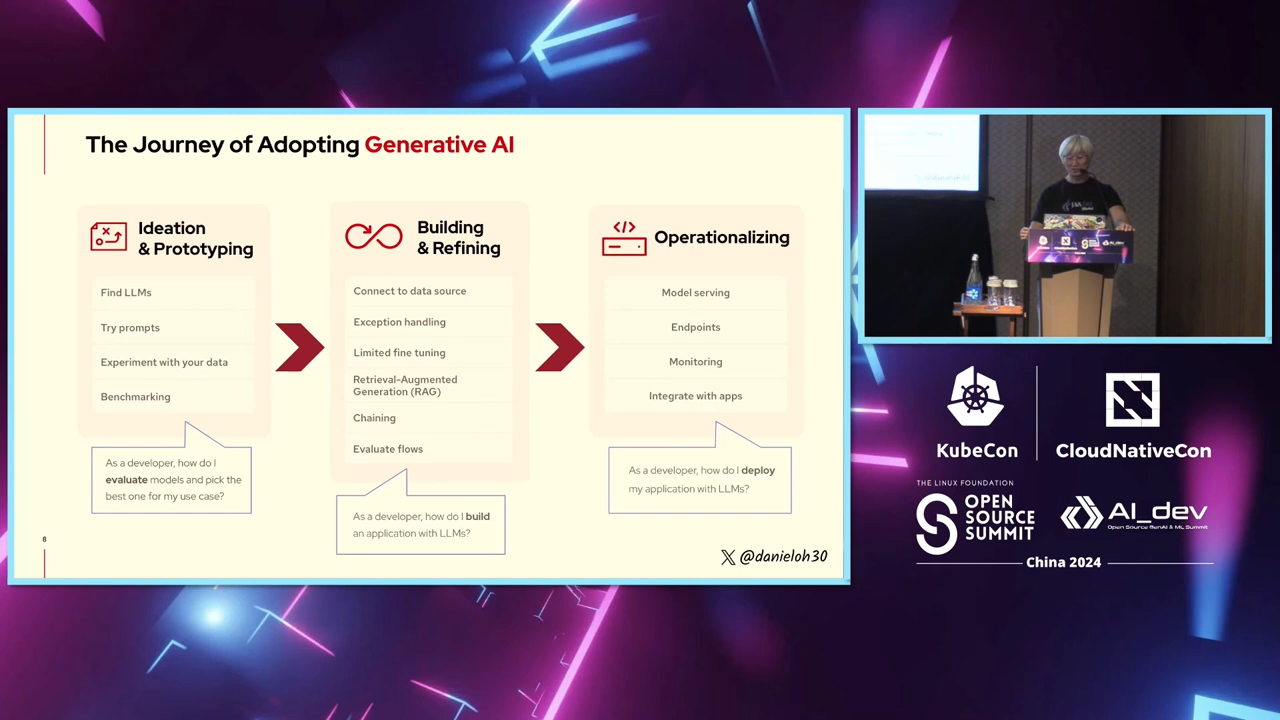 The Journey of Adopting Generative AI
Ideation
& Prototyping
Find LLMs
Try prompts
Experiment with your data
Benchmarking
As a developer, how do I
evaluate models and pick the
best one for my use case?
Building
& Refining
Connect to data source
Exception handling
Limited fine tuning
Retrieval-Augmented
Generation (RAG)
Chaining
Evaluate flows
As a developer, how do I build
an application with LLMs?
Operationalizing
Model serving
Endpoints
Monitoring
Integrate with apps
As a developer, how do I deploy
my application with LLMs?
8
@danieloh30
KubeCon
CloudNativeCon
THE LINUX FOUNDATION
OPEN
SOURCE
SUMMIT
AI_dev
Open Source GenAI & ML Summit
China 2024